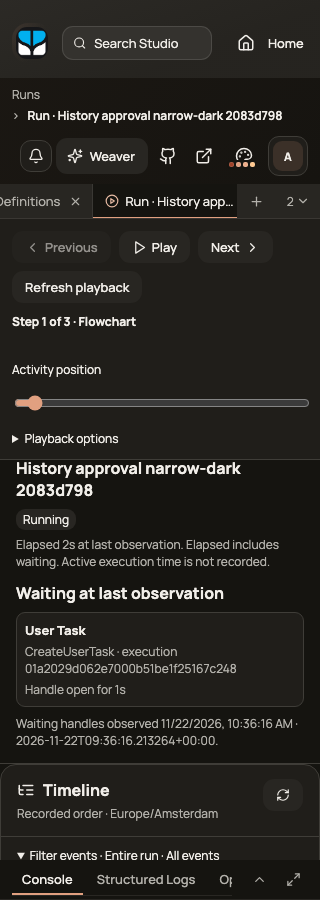 Search Studio
Home
Runs
› Run · History approval narrow-dark 2083d798
Weaver
A
Definitions ×
Run · History app...
+
2
Previous
Play
Next
Refresh playback
Step 1 of 3 · Flowchart
Activity position
Playback options
History approval narrow-dark
2083d798
Running
Elapsed 2s at last observation. Elapsed includes
waiting. Active execution time is not recorded.
Waiting at last observation
User Task
CreateUserTask · execution
01a2029d062e7000b51be1f25167c248
Handle open for 1s
Waiting handles observed 11/22/2026, 10:36:16 AM ·
2026-11-22T09:36:16.213264+00:00.
Timeline
Recorded order · Europe/Amsterdam
Filter events · Entire run · All events
Console
Structured Logs